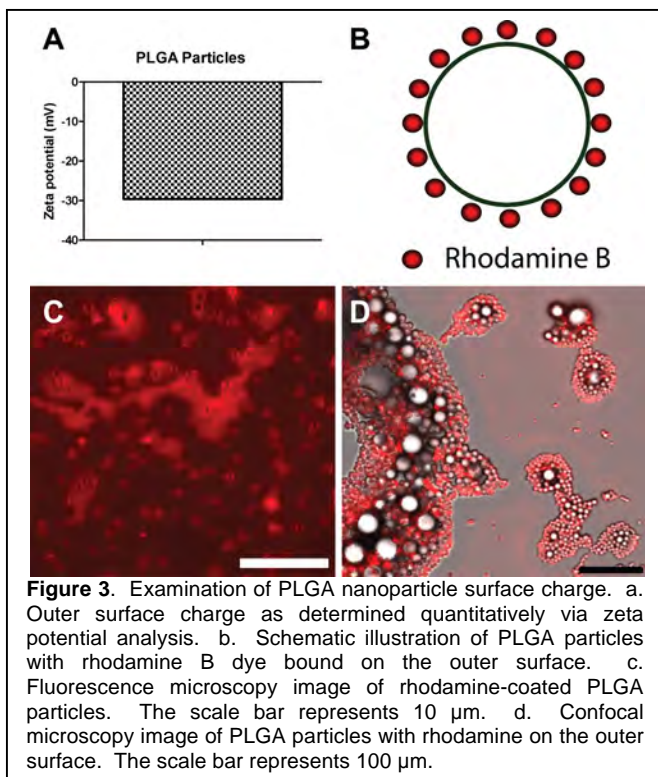 A
PLGA Particles
Zeta potential (mV)
0
-10
-20
-30
-40
B
Rhodamine B
C
D
Figure 3. Examination of PLGA nanoparticle surface charge. a.
Outer surface charge as determined quantitatively via zeta
potential analysis. b. Schematic illustration of PLGA particles
with rhodamine B dye bound on the outer surface. c.
Fluorescence microscopy image of rhodamine-coated PLGA
particles. The scale bar represents 10 µm. d. Confocal
microscopy image of PLGA particles with rhodamine on the outer
surface. The scale bar represents 100 µm.